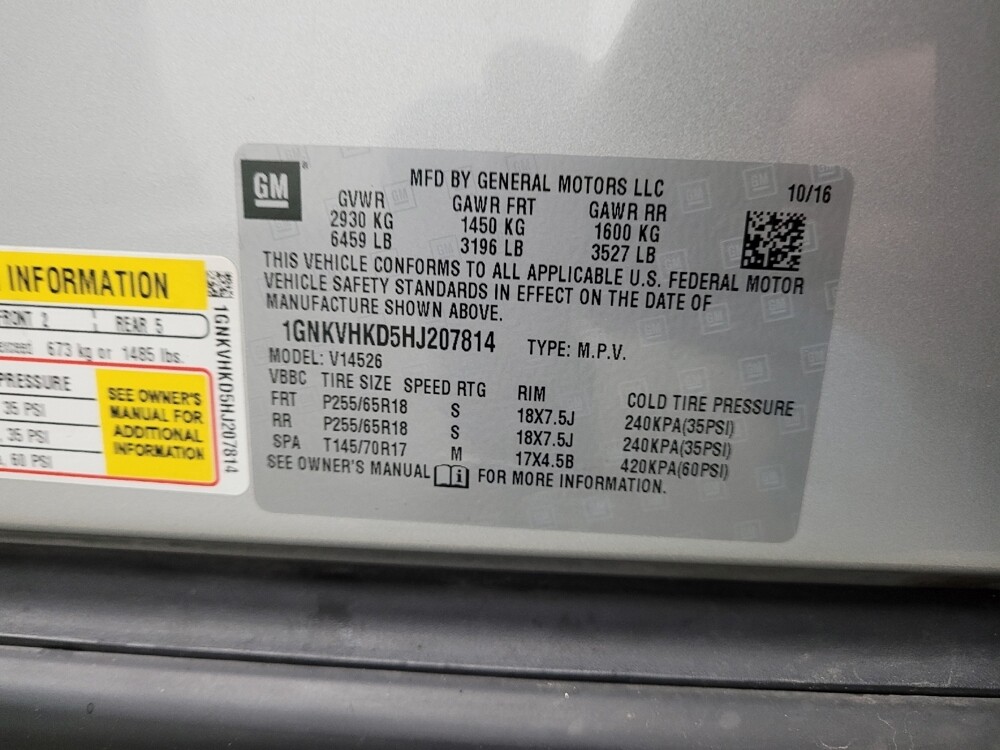 GM
MFD BY GENERAL MOTORS LLC
10/16
GVWR GAWR FRT GAWR RR
2930 KG 1450 KG 1600 KG
6459 LB 3196 LB 3527 LB
THIS VEHICLE CONFORMS TO ALL APPLICABLE U.S. FEDERAL MOTOR
VEHICLE SAFETY STANDARDS IN EFFECT ON THE DATE OF
MANUFACTURE SHOWN ABOVE.
1GNKVHKD5HJ207814 TYPE: M.P.V.
MODEL: V14526
VBBC TIRE SIZE SPEED RTG RIM COLD TIRE PRESSURE
FRT P255/65R18 S 18X7.5J 240KPA(35PSI)
RR P255/65R18 S 18X7.5J 240KPA(35PSI)
SPA T145/70R17 M 17X4.5B 420KPA(60PSI)
SEE OWNER'S MANUAL i FOR MORE INFORMATION.
INFORMATION
FRONT 2 REAR 5
exceed 673 kg or 1485 lbs.
PRESSURE
35 PSI
35 PSI
60 PSI
SEE OWNER'S
MANUAL FOR
ADDITIONAL
INFORMATION
1GNKVHKD5HJ207814